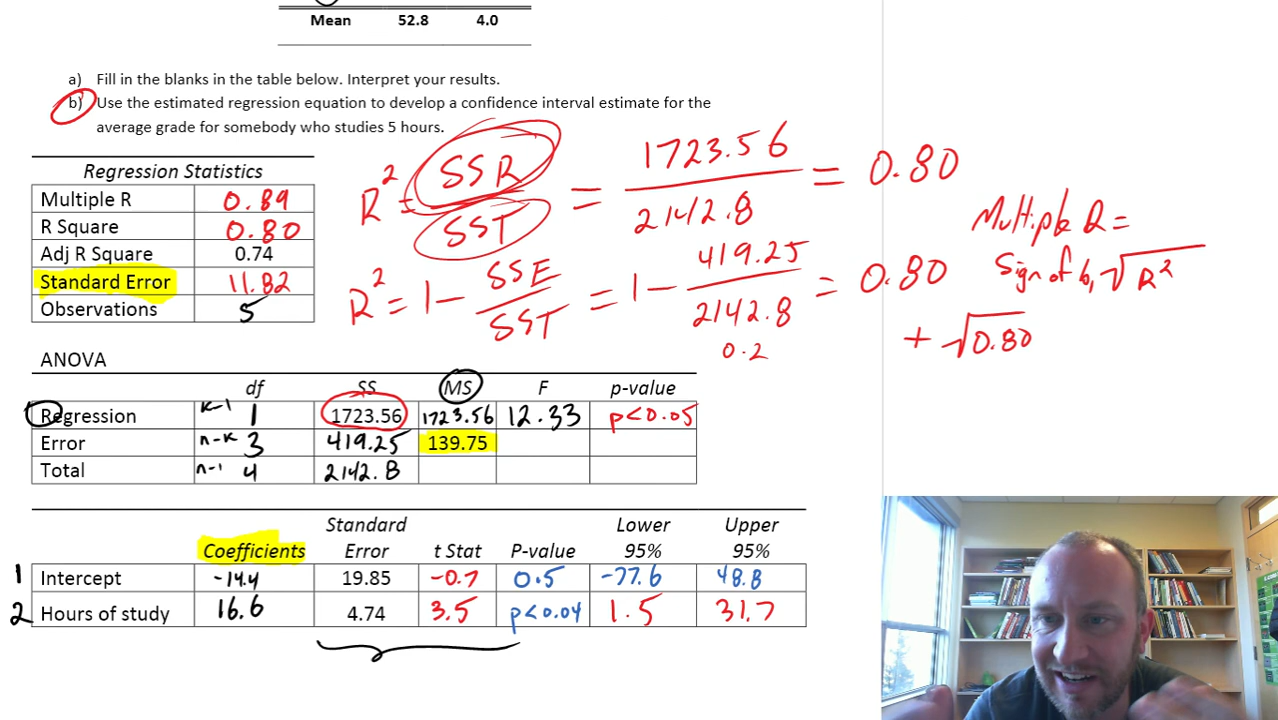 Mean 52.8 4.0
a) Fill in the blanks in the table below. Interpret your results.
b) Use the estimated regression equation to develop a confidence interval estimate for the
average grade for somebody who studies 5 hours.
Regression Statistics
Multiple R 0.89
R Square 0.80
Adj R Square 0.74
Standard Error 11.82
Observations 5
R² = SSR / SST = 1723.56 / 2142.8 = 0.80
R² = 1 - SSE / SST = 1 - 419.25 / 2142.8 = 0.80
0.2
Multiple R =
Sign of b₁ √R²
+ √0.80
ANOVA
df SS MS F p-value
Regression k-1 1 1723.56 1723.56 12.33 p<0.05
Error n-k 3 419.25 139.75
Total n-1 4 2142.8
Coefficients Standard Error t Stat P-value Lower 95% Upper 95%
1 Intercept -14.4 19.85 -0.7 0.5 -77.6 48.8
2 Hours of study 16.6 4.74 3.5 p<0.04 1.5 31.7